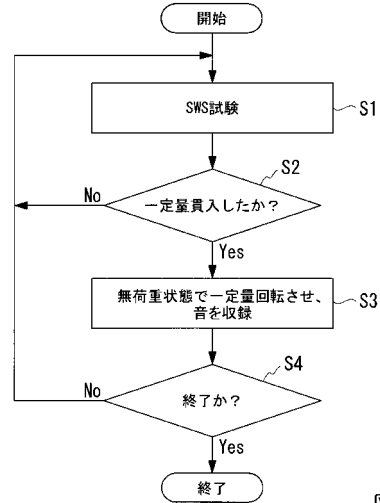 開始
SWS試験
S1
S2
一定量貫入したか？
No
Yes
無荷重状態で一定量回転させ、
音を収録
S3
S4
No
終了か？
Yes
終了